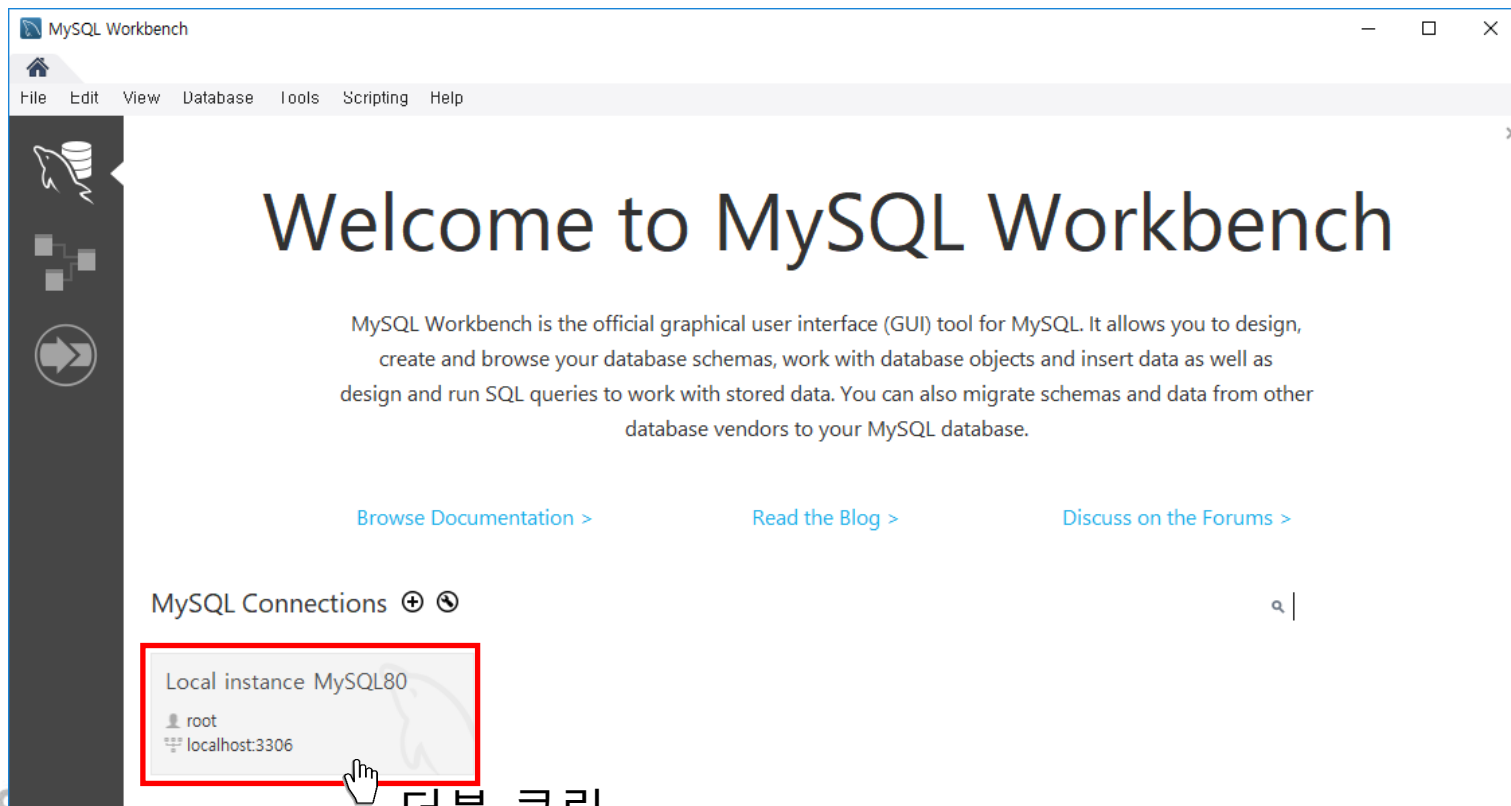 MySQL Workbench
File Edit View Database Tools Scripting Help
Welcome to MySQL Workbench
MySQL Workbench is the official graphical user interface (GUI) tool for MySQL. It allows you to design,
create and browse your database schemas, work with database objects and insert data as well as
design and run SQL queries to work with stored data. You can also migrate schemas and data from other
database vendors to your MySQL database.
Browse Documentation > Read the Blog > Discuss on the Forums >
MySQL Connections
Local instance MySQL80
root
localhost:3306
더블 클릭